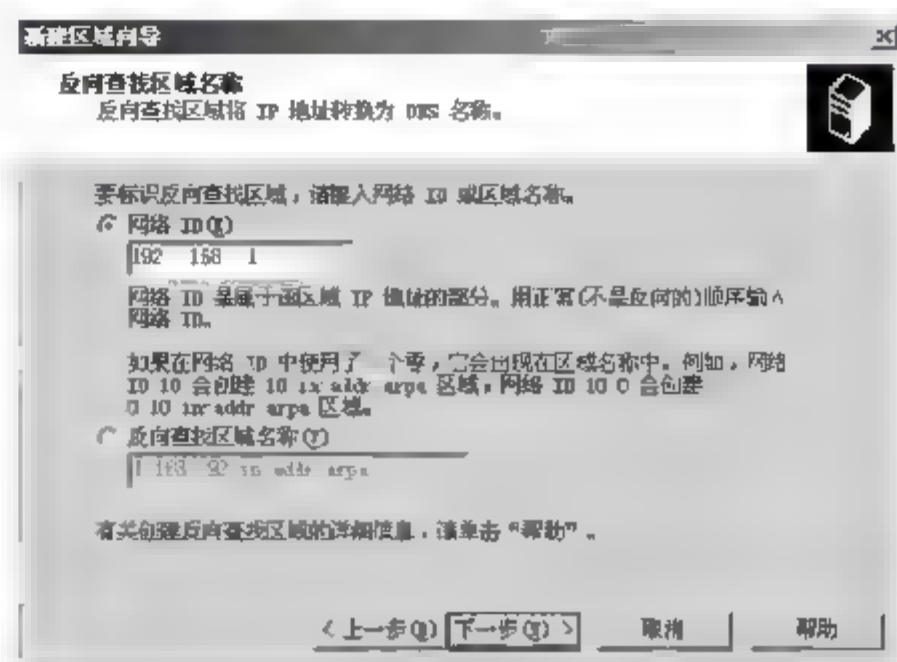 新建区域向导
反向查找区域名称
反向查找区域将 IP 地址转换为 DNS 名称。
要标识反向查找区域，请键入网络 ID 或区域名称。
网络 ID(E)
192 168 1
网络 ID 是属于该区域 IP 地址的部分。用正常(不是反向的)顺序输入
网络 ID。
如果在网络 ID 中使用了 个零，它会出现在区域名称中。例如，网络
ID 10 会创建 10 in addr arpa 区域，网络 ID 10 0 会创建
0 10 in-addr arpa 区域。
反向查找区域名称(V)
1 168 92 in addr arpa
有关创建反向查找区域的详细信息，请单击“帮助”。
< 上一步(B)
下一步(N) >
取消
帮助